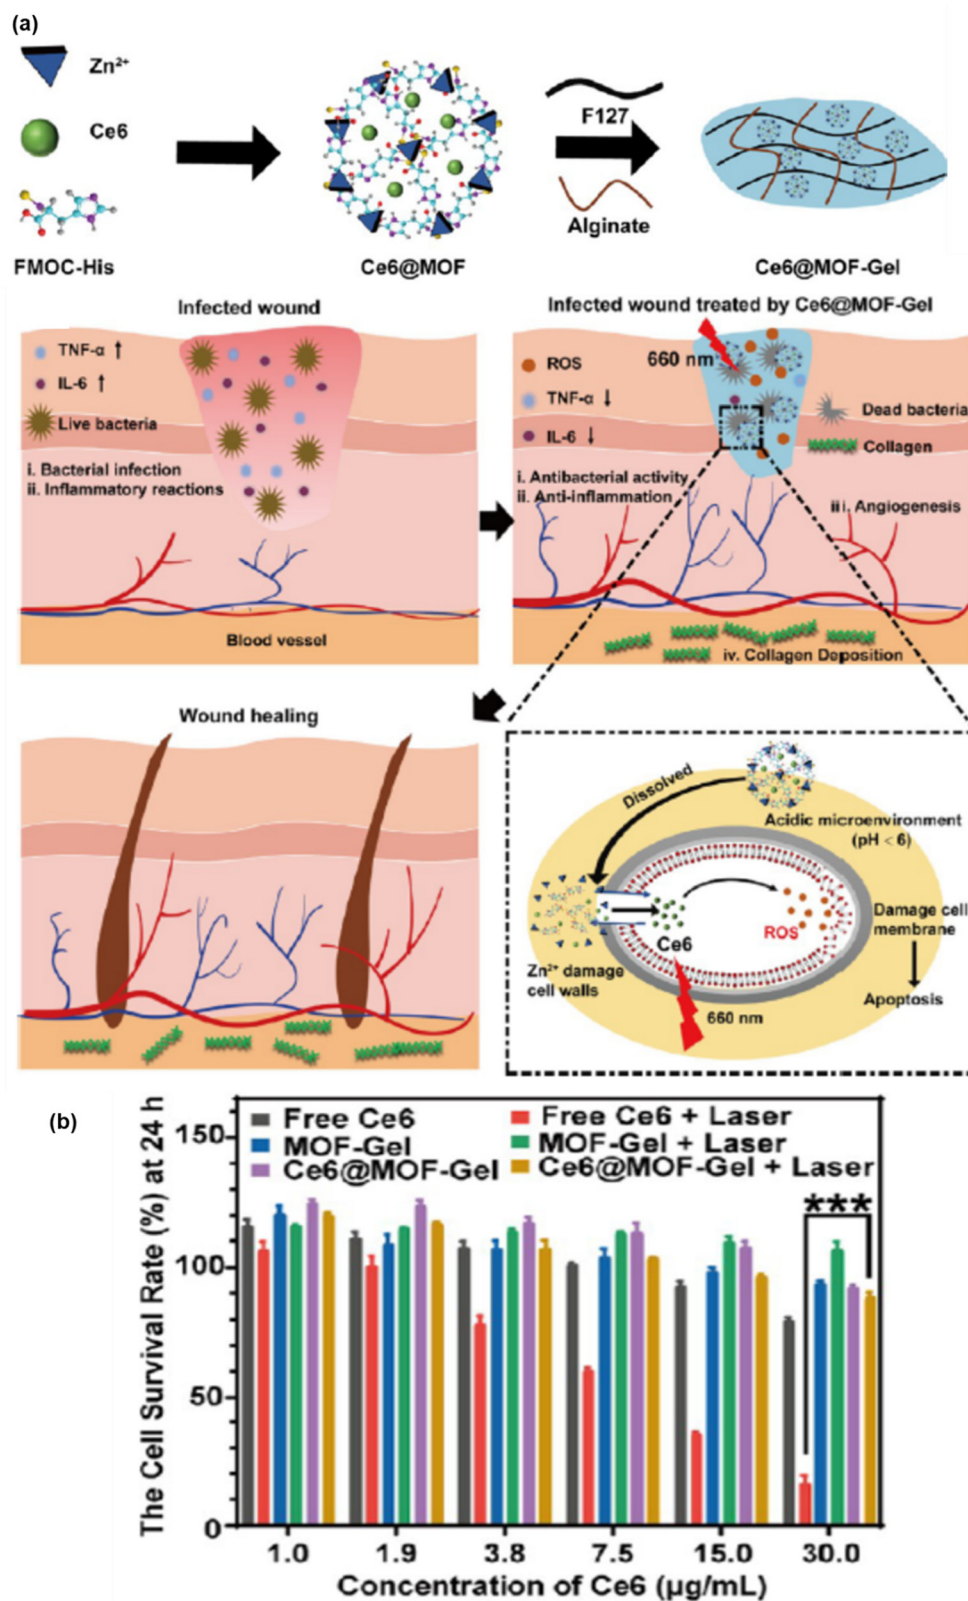 (a)
Zn²⁺
Ce6
FMOC-His
Ce6@MOF
F127
Alginate
Ce6@MOF-Gel
Infected wound
TNF-α ↑
IL-6 ↑
Live bacteria
i. Bacterial infection
ii. Inflammatory reactions
Blood vessel
Infected wound treated by Ce6@MOF-Gel
660 nm
ROS
TNF-α ↓
IL-6 ↓
Dead bacteria
Collagen
i. Antibacterial activity
ii. Anti-inflammation
iii. Angiogenesis
iv. Collagen Deposition
Wound healing
Dissolved
Acidic microenvironment
(pH < 6)
Ce6
ROS
Damage cell
membrane
Apoptosis
Zn²⁺ damage
cell walls
660 nm
(b)
The Cell Survival Rate (%) at 24 h
150
100
50
0
Free Ce6
MOF-Gel
Ce6@MOF-Gel
Free Ce6 + Laser
MOF-Gel + Laser
Ce6@MOF-Gel + Laser
***
1.0 1.9 3.8 7.5 15.0 30.0
Concentration of Ce6 (μg/mL)